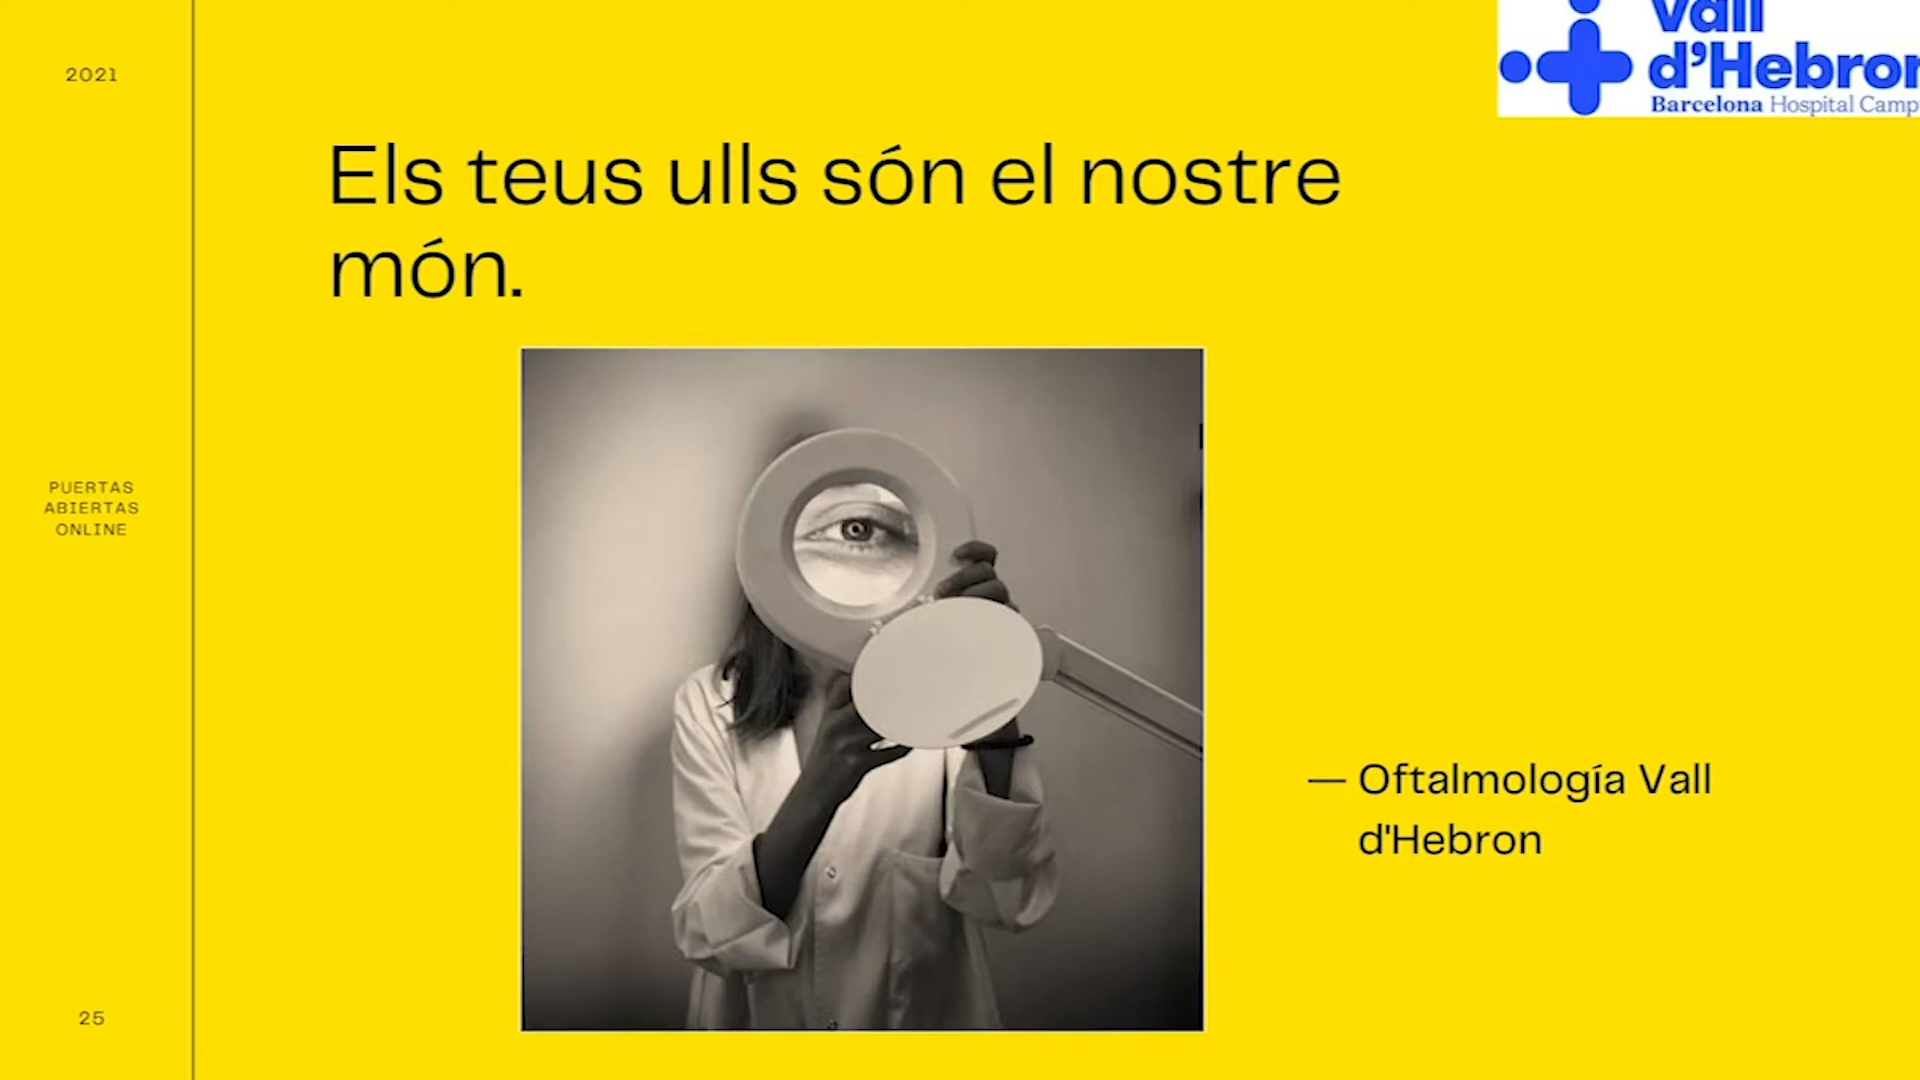 2021
Vall
d'Hebron
Barcelona Hospital Camp
Els teus ulls són el nostre
món.
PUERTAS
ABIERTAS
ONLINE
— Oftalmología Vall
d'Hebron
25